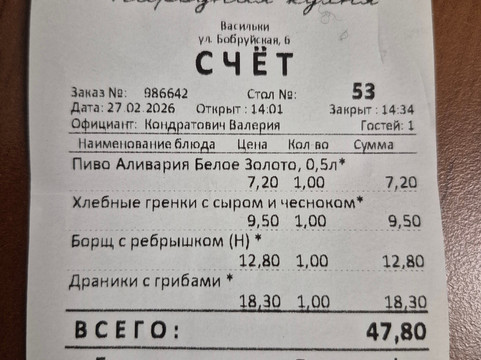 Васильки
ул. Бобруйская, 6
СЧЁТ
Заказ №: 986642 Стол №: 53
Дата: 27.02.2026 Открыт : 14:01 Закрыт : 14:34
Официант: Кондратович Валерия Гостей: 1
Наименование блюда Цена Кол во Сумма
Пиво Аливария Белое Золото, 0,5л*
7,20 1,00 7,20
Хлебные гренки с сыром и чесноком*
9,50 1,00 9,50
Борщ с ребрышком (Н) *
12,80 1,00 12,80
Драники с грибами *
18,30 1,00 18,30
ВСЕГО: 47,80